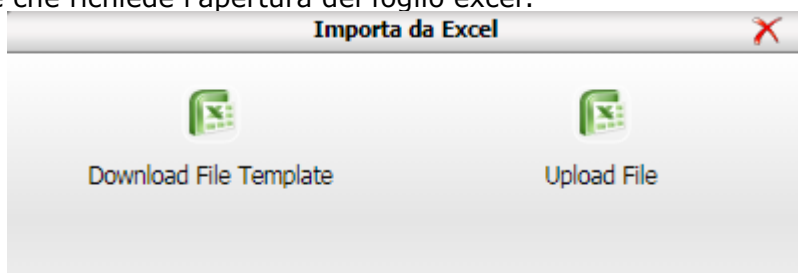 che richiede l'apertura del foglio excel.
Importa da Excel
Download File Template
Upload File